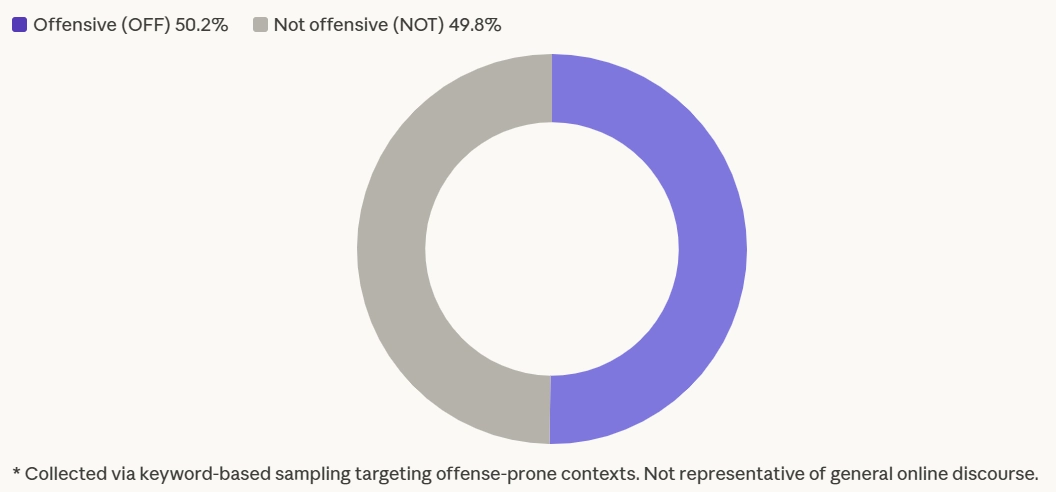 Offensive (OFF) 50.2% Not offensive (NOT) 49.8%
* Collected via keyword-based sampling targeting offense-prone contexts. Not representative of general online discourse.